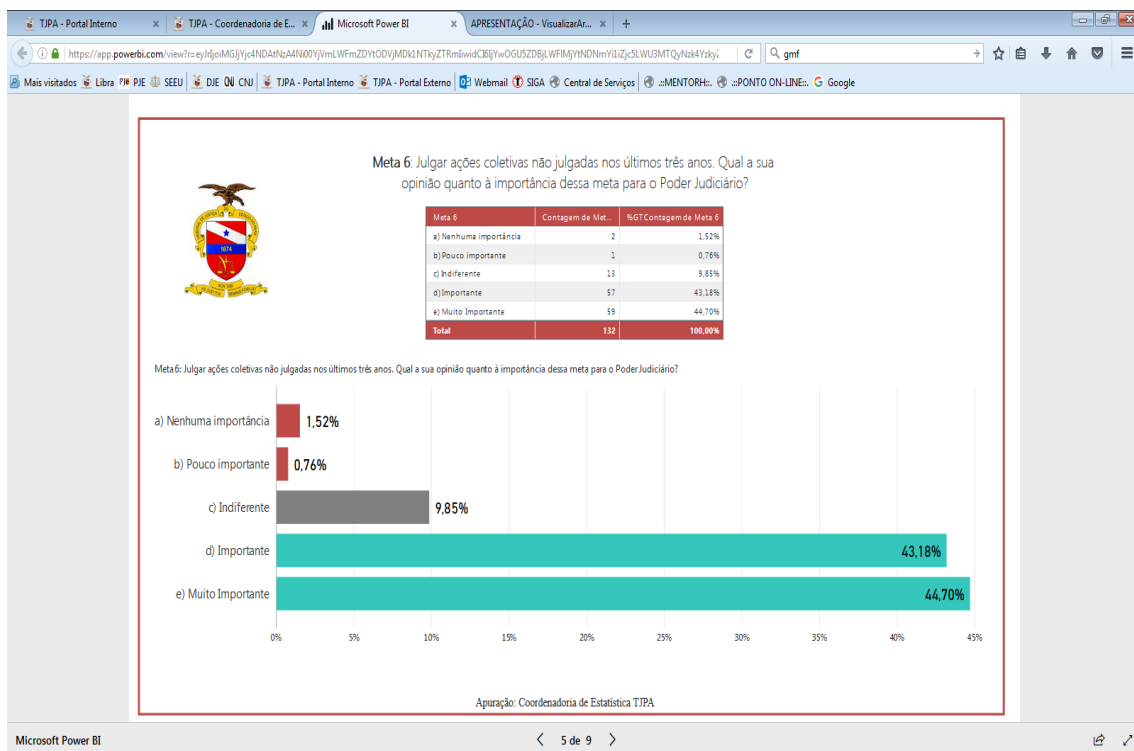 TJPA - Portal Interno
TJPA - Coordenadoria de E...
Microsoft Power BI
APRESENTAÇÃO - VisualizarAr...
gmf
Mais visitados Libra PJE SEEU DJE CNJ TJPA - Portal Interno TJPA - Portal Externo Webmail SIGA Central de Serviços .::MENTORH::. .::PONTO ON-LINE::. Google
Meta 6: Julgar ações coletivas não julgadas nos últimos três anos. Qual a sua
opinião quanto à importância dessa meta para o Poder Judiciário?
1874
Meta 6 Contagem de Met... %GT Contagem de Meta 6
a) Nenhuma importância 2 1,52%
b) Pouco importante 1 0,76%
c) Indiferente 13 9,85%
d) Importante 57 43,18%
e) Muito Importante 59 44,70%
Total 132 100,00%
Meta 6: Julgar ações coletivas não julgadas nos últimos três anos. Qual a sua opinião quanto à importância dessa meta para o Poder Judiciário?
a) Nenhuma importância 1,52%
b) Pouco importante 0,76%
c) Indiferente 9,85%
d) Importante 43,18%
e) Muito Importante 44,70%
0% 5% 10% 15% 20% 25% 30% 35% 40% 45%
Apuração: Coordenadoria de Estatística TJPA
Microsoft Power BI
5 de 9